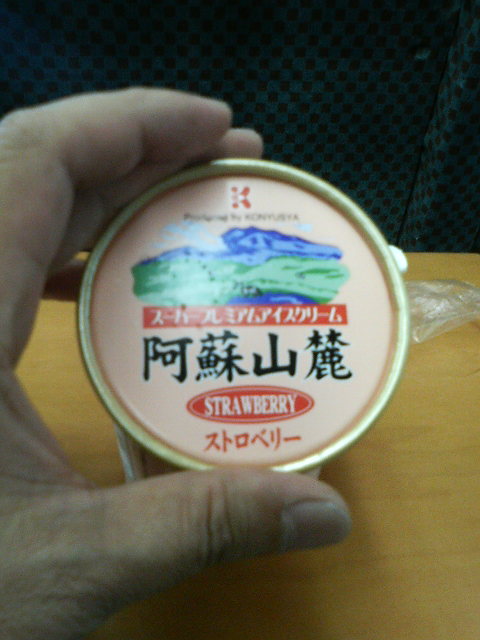 Produced by KONYUSYA
スーパープレミアムアイスクリーム
阿蘇山麓
STRAWBERRY
ストロベリー